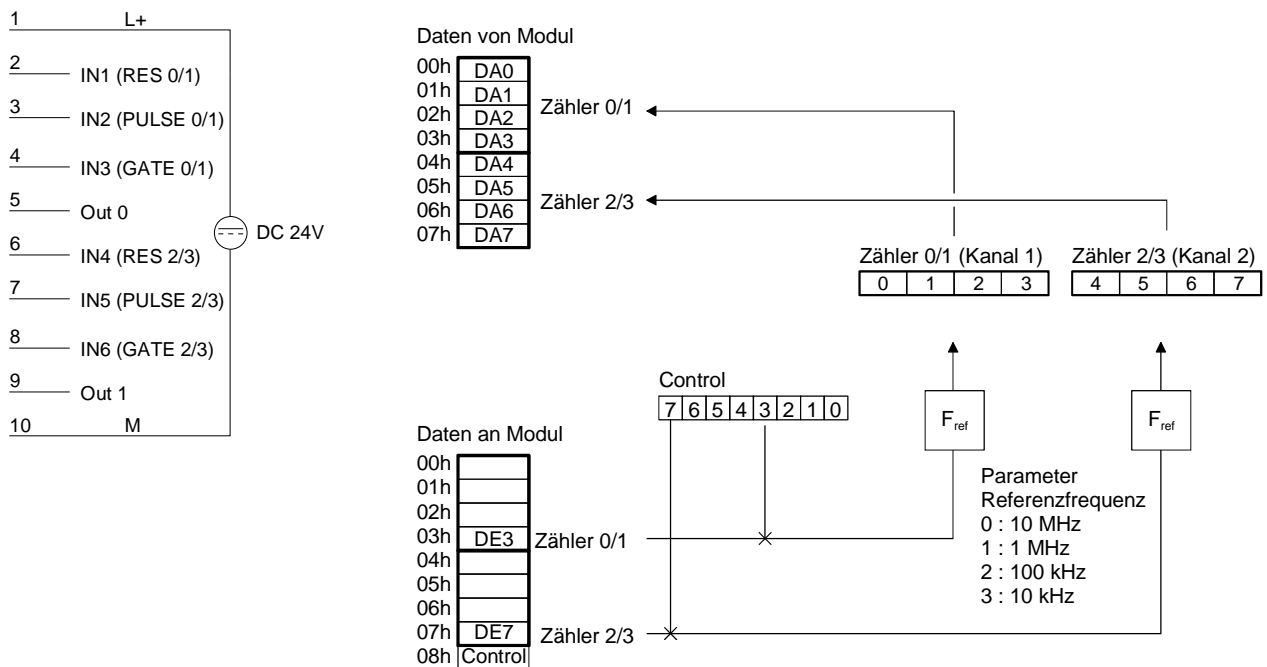 1 L+
2 IN1 (RES 0/1)
3 IN2 (PULSE 0/1)
4 IN3 (GATE 0/1)
5 Out 0
DC 24V
6 IN4 (RES 2/3)
7 IN5 (PULSE 2/3)
8 IN6 (GATE 2/3)
9 Out 1
10 M
Daten von Modul
00h DA0
01h DA1
Zähler 0/1
02h DA2
03h DA3
04h DA4
05h DA5
Zähler 2/3
06h DA6
07h DA7
Zähler 0/1 (Kanal 1)
0 1 2 3
Zähler 2/3 (Kanal 2)
4 5 6 7
Control
7 6 5 4 3 2 1 0
Fref
Fref
Daten an Modul
00h
01h
02h
03h DE3 Zähler 0/1
04h
05h
06h
07h DE7 Zähler 2/3
08h Control
Parameter
Referenzfrequenz
0 : 10 MHz
1 : 1 MHz
2 : 100 kHz
3 : 10 kHz